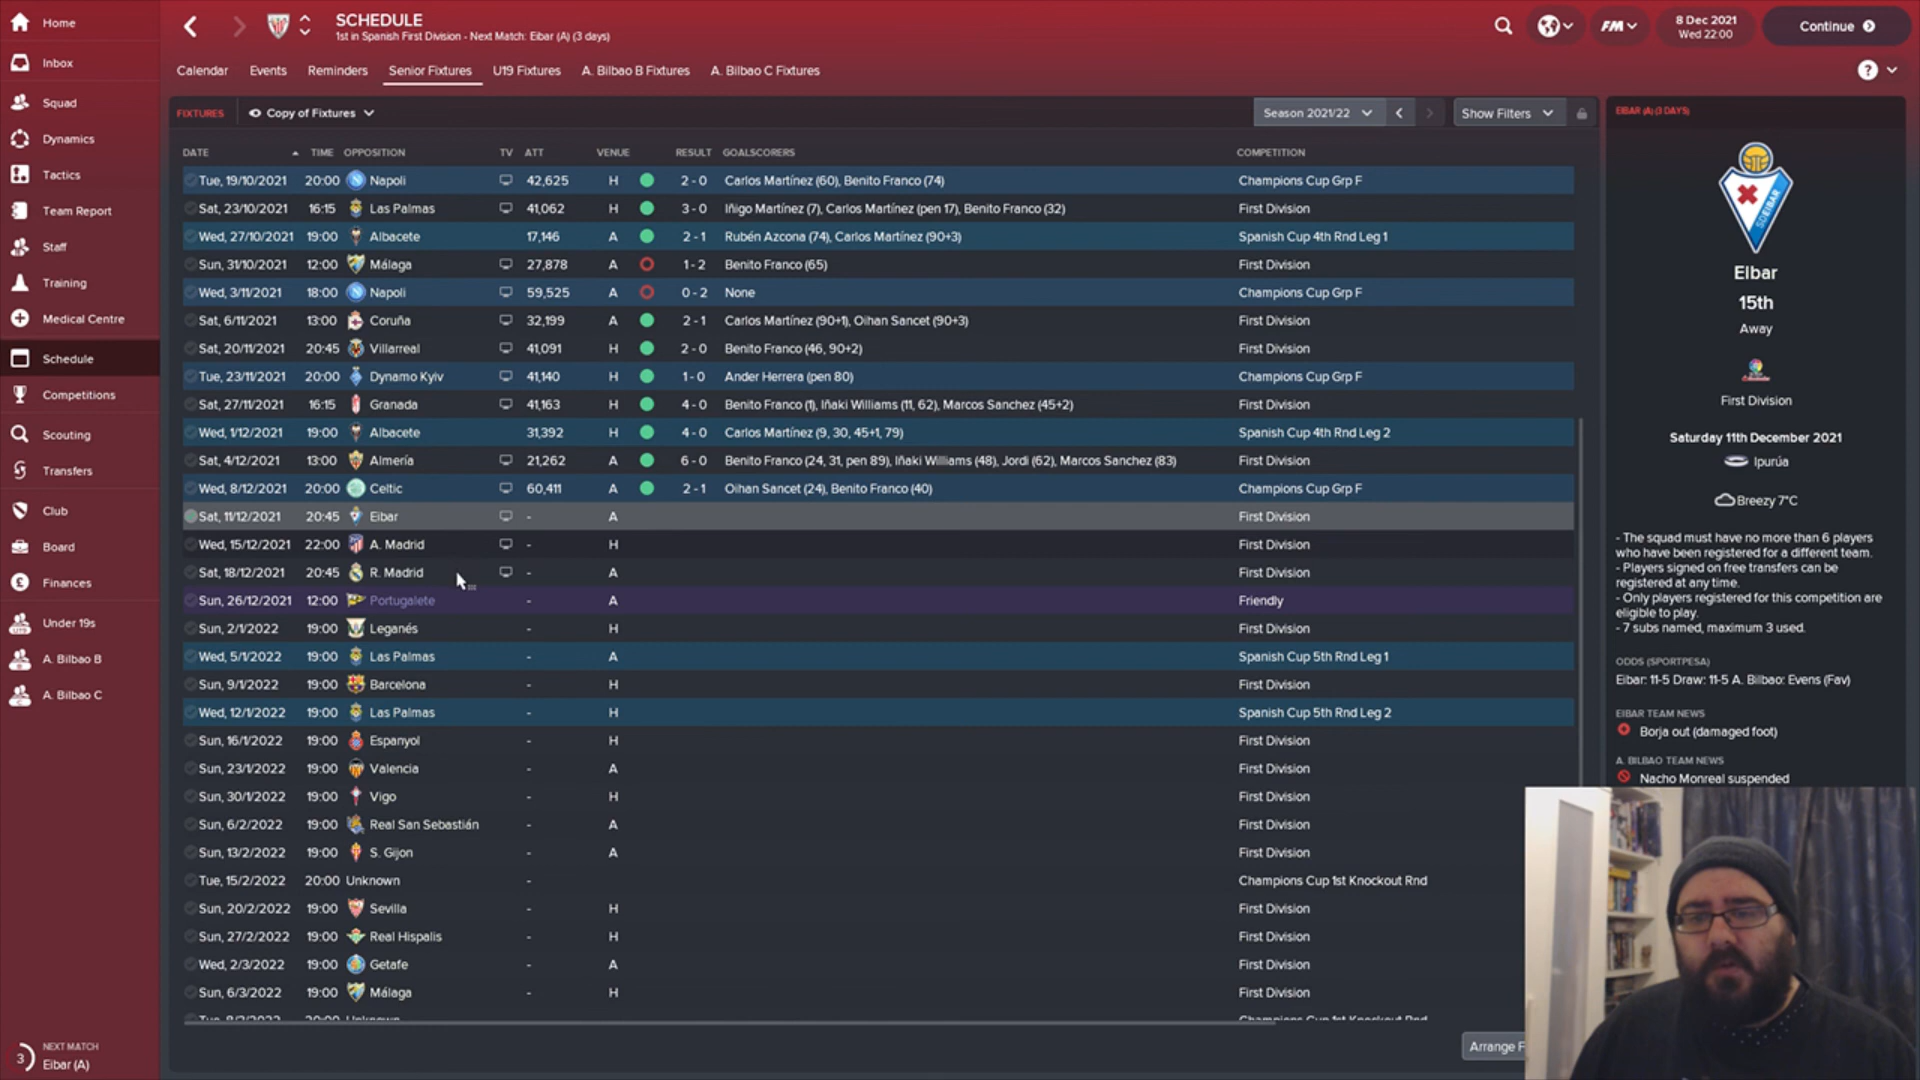 Home
Inbox
Squad
Dynamics
Tactics
Team Report
Staff
Training
Medical Centre
Schedule
Competitions
Scouting
Transfers
Club
Board
Finances
Under 19s
A. Bilbao B
A. Bilbao C
NEXT MATCH
3 Eibar (A)
SCHEDULE
1st in Spanish First Division - Next Match: Eibar (A) (3 days)
FM
8 Dec 2021
Wed 22:00
Continue
Calendar Events Reminders Senior Fixtures U19 Fixtures A. Bilbao B Fixtures A. Bilbao C Fixtures
?
FIXTURES Copy of Fixtures Season 2021/22 Show Filters
DATE TIME OPPOSITION TV ATT VENUE RESULT GOALSCORERS COMPETITION
Tue, 19/10/2021 20:00 Napoli 42,625 H 2 - 0 Carlos Martínez (60), Benito Franco (74) Champions Cup Grp F
Sat, 23/10/2021 16:15 Las Palmas 41,062 H 3 - 0 Iñigo Martínez (7), Carlos Martínez (pen 17), Benito Franco (32) First Division
Wed, 27/10/2021 19:00 Albacete 17,146 A 2 - 1 Rubén Azcona (74), Carlos Martínez (90+3) Spanish Cup 4th Rnd Leg 1
Sun, 31/10/2021 12:00 Málaga 27,878 A 1 - 2 Benito Franco (65) First Division
Wed, 3/11/2021 18:00 Napoli 59,525 A 0 - 2 None Champions Cup Grp F
Sat, 6/11/2021 13:00 Coruña 32,199 A 2 - 1 Carlos Martínez (90+1), Oihan Sancet (90+3) First Division
Sat, 20/11/2021 20:45 Villarreal 41,091 H 2 - 0 Benito Franco (46, 90+2) First Division
Tue, 23/11/2021 20:00 Dynamo Kyiv 41,140 H 1 - 0 Ander Herrera (pen 80) Champions Cup Grp F
Sat, 27/11/2021 16:15 Granada 41,163 H 4 - 0 Benito Franco (1), Iñaki Williams (11, 62), Marcos Sanchez (45+2) First Division
Wed, 1/12/2021 19:00 Albacete 31,392 H 4 - 0 Carlos Martínez (9, 30, 45+1, 79) Spanish Cup 4th Rnd Leg 2
Sat, 4/12/2021 13:00 Almería 21,262 A 6 - 0 Benito Franco (24, 31, pen 89), Iñaki Williams (48), Jordi (62), Marcos Sanchez (83) First Division
Wed, 8/12/2021 20:00 Celtic 60,411 A 2 - 1 Oihan Sancet (24), Benito Franco (40) Champions Cup Grp F
Sat, 11/12/2021 20:45 Eibar - A First Division
Wed, 15/12/2021 22:00 A. Madrid - H First Division
Sat, 18/12/2021 20:45 R. Madrid - A First Division
Sun, 26/12/2021 12:00 Portugalete - A Friendly
Sun, 2/1/2022 19:00 Leganés - H First Division
Wed, 5/1/2022 19:00 Las Palmas - A Spanish Cup 5th Rnd Leg 1
Sun, 9/1/2022 19:00 Barcelona - H First Division
Wed, 12/1/2022 19:00 Las Palmas - H Spanish Cup 5th Rnd Leg 2
Sun, 16/1/2022 19:00 Espanyol - H First Division
Sun, 23/1/2022 19:00 Valencia - A First Division
Sun, 30/1/2022 19:00 Vigo - H First Division
Sun, 6/2/2022 19:00 Real San Sebastián - A First Division
Sun, 13/2/2022 19:00 S. Gijon - A First Division
Tue, 15/2/2022 20:00 Unknown - Champions Cup 1st Knockout Rnd
Sun, 20/2/2022 19:00 Sevilla - H First Division
Sun, 27/2/2022 19:00 Real Hispalis - H First Division
Wed, 2/3/2022 19:00 Getafe - A First Division
Sun, 6/3/2022 19:00 Málaga - H First Division
Tue, 8/3/2022 20:00 Unknown Champions Cup 1st Knockout Rnd
Arrange F
EIBAR (A) (3 DAYS)
SD EIBAR
Eibar
15th
Away
First Division
Saturday 11th December 2021
Ipurúa
Breezy 7°C
- The squad must have no more than 6 players
who have been registered for a different team.
- Players signed on free transfers can be
registered at any time.
- Only players registered for this competition are
eligible to play.
- 7 subs named, maximum 3 used.
ODDS (SPORTPESA)
Eibar: 11-5 Draw: 11-5 A. Bilbao: Evens (Fav)
EIBAR TEAM NEWS
Borja out (damaged foot)
A. BILBAO TEAM NEWS
Nacho Monreal suspended